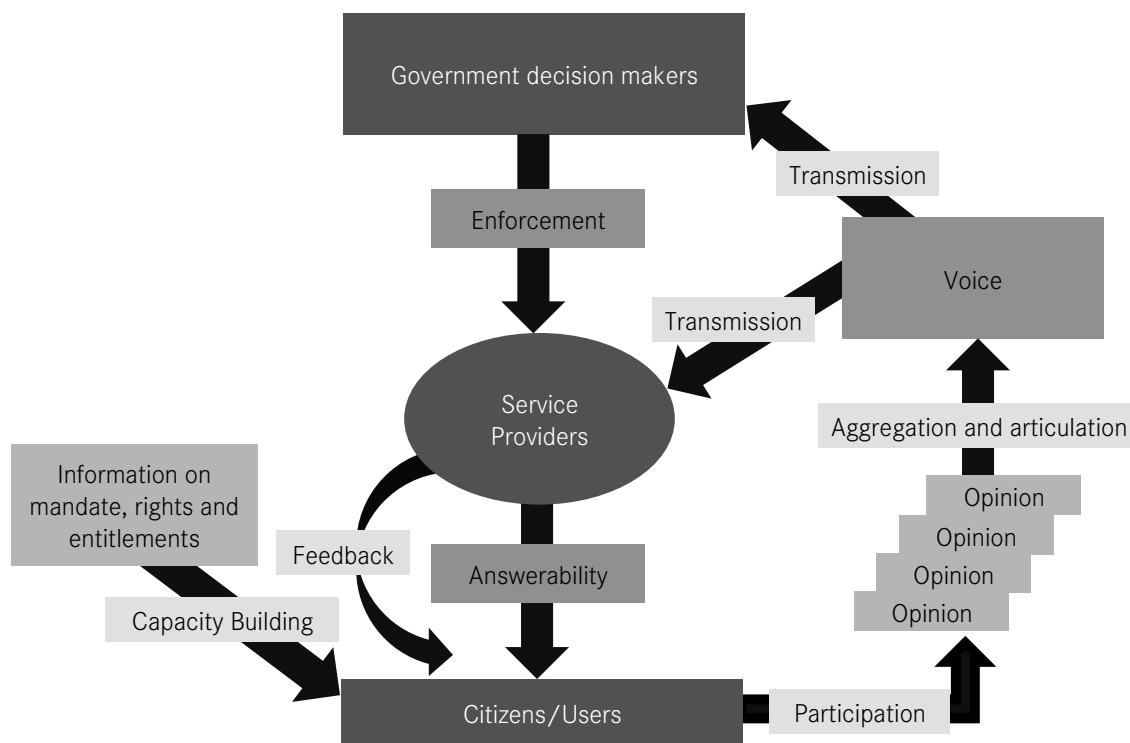 Government decision makers
Transmission
Enforcement
Voice
Transmission
Service
Providers
Aggregation and articulation
Information on
mandate, rights and
entitlements
Opinion
Opinion
Opinion
Opinion
Feedback
Answerability
Capacity Building
Citizens/Users
Participation